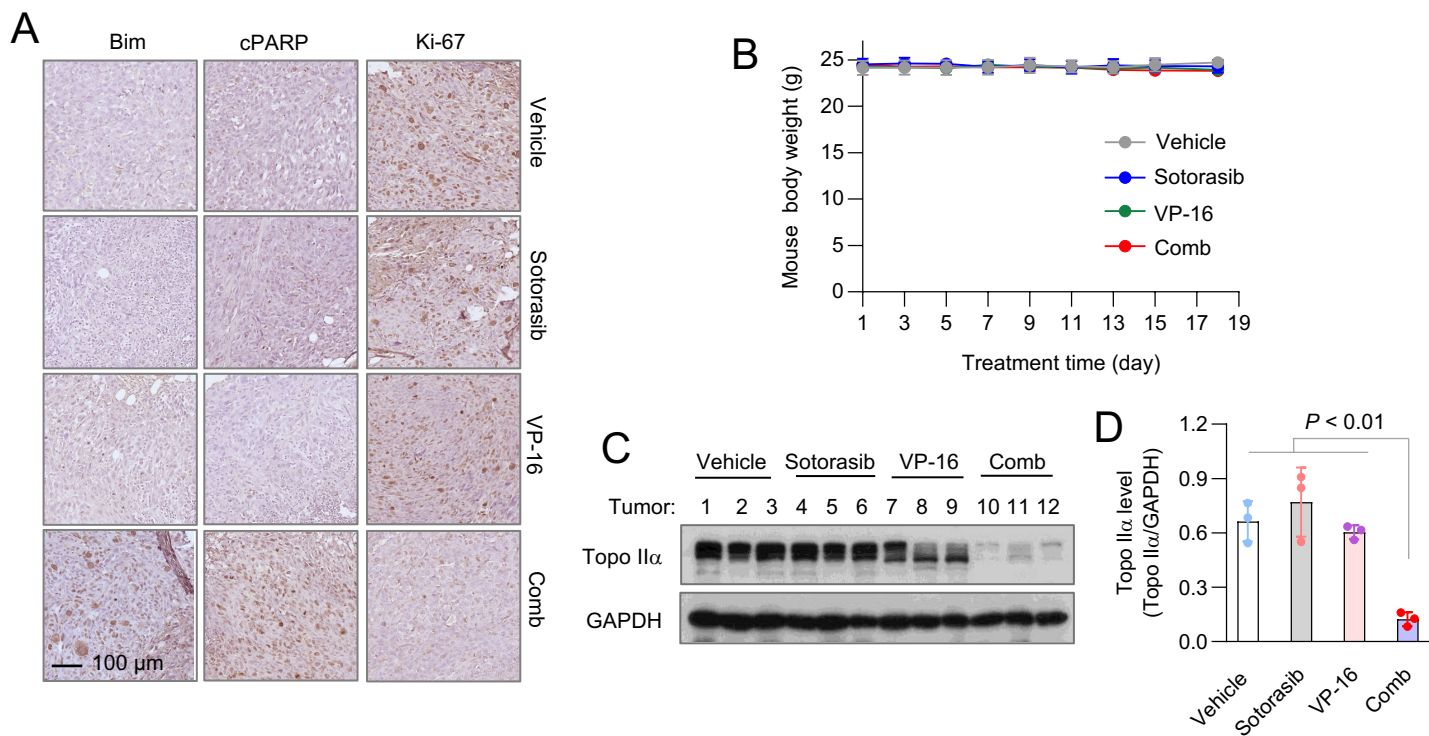 A
Bim cPARP Ki-67
Vehicle
Sotorasib
VP-16
Comb
100 µm
B
Mouse body weight (g)
25
20
15
10
5
0
1 3 5 7 9 11 13 15 17 19
Treatment time (day)
Vehicle
Sotorasib
VP-16
Comb
C
Vehicle Sotorasib VP-16 Comb
Tumor: 1 2 3 4 5 6 7 8 9 10 11 12
Topo IIα
GAPDH
D
P < 0.01
Topo IIα level
(Topo IIα/GAPDH)
1.2
0.9
0.6
0.3
0.0
Vehicle
Sotorasib
VP-16
Comb